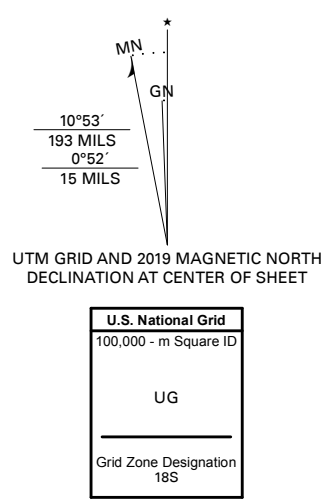 MN
GN
10°53´
193 MILS
0°52´
15 MILS
UTM GRID AND 2019 MAGNETIC NORTH
DECLINATION AT CENTER OF SHEET
U.S. National Grid
100,000 - m Square ID
UG
Grid Zone Designation
18S